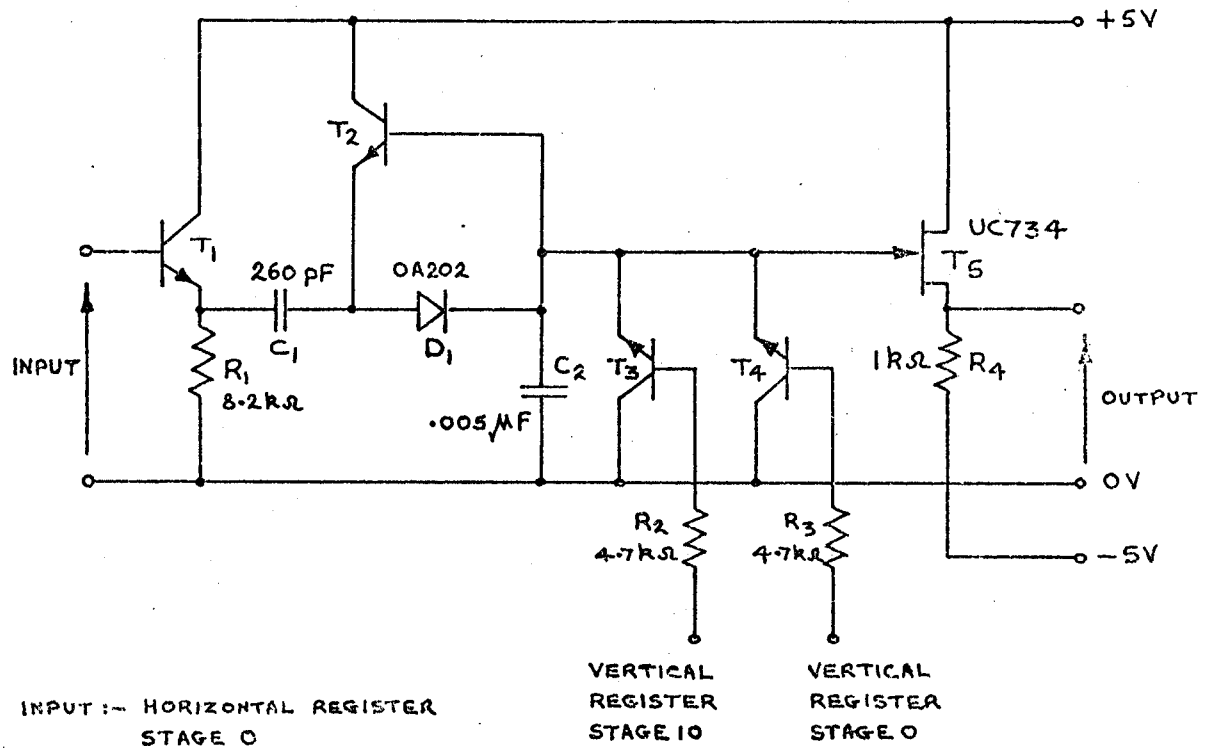 +5V
T2
UC734
T1
T5
260 pF
OA202
C1
D1
INPUT
R1
8.2kΩ
C2
.005μF
T3
T4
1kΩ
R4
OUTPUT
0V
R2
4.7kΩ
R3
4.7kΩ
-5V
VERTICAL
REGISTER
STAGE 10
VERTICAL
REGISTER
STAGE 0
INPUT :- HORIZONTAL REGISTER
STAGE 0